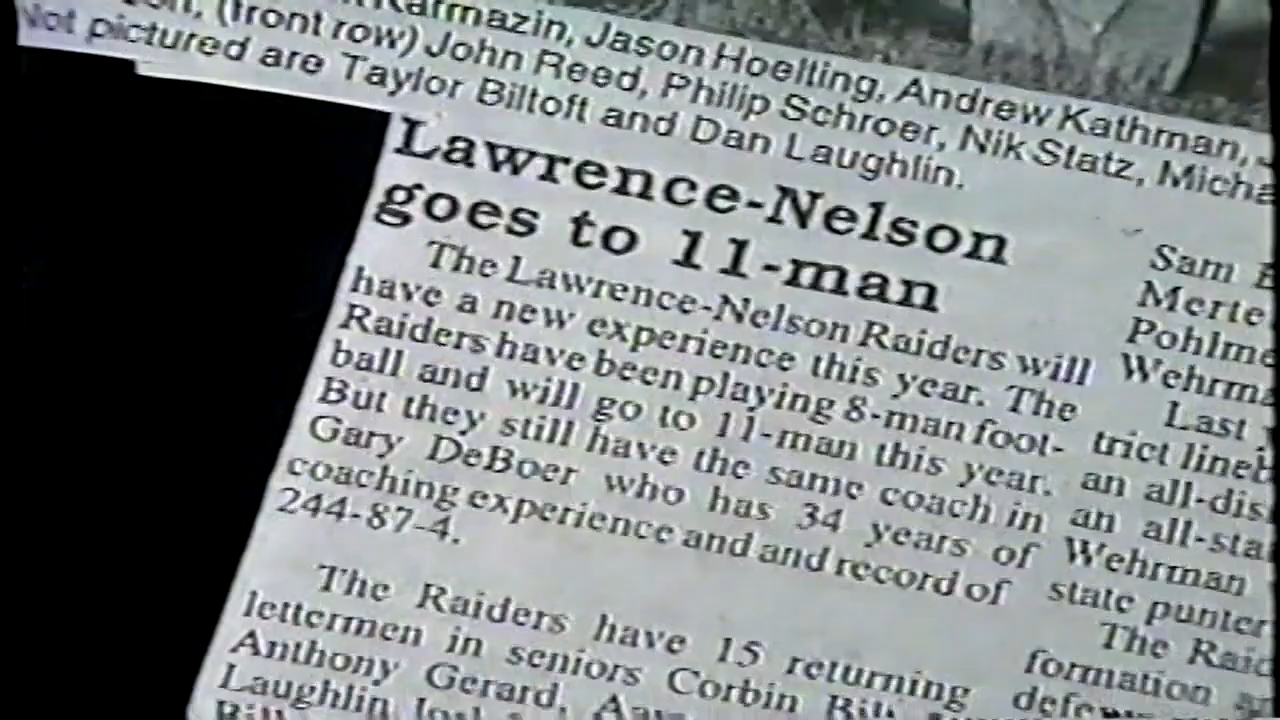 Karmazin, Jason Hoelting, Andrew Kathman,
(front row) John Reed, Philip Schroer, Nik Statz, Micha
Not pictured are Taylor Biltoft and Dan Laughlin.
Lawrence-Nelson
goes to 11-man
The Lawrence-Nelson Raiders will
have a new experience this year. The
Raiders have been playing 8-man foot-
ball and will go to 11-man this year.
But they still have the same coach in
Gary DeBoer who has 34 years of
coaching experience and and record of
244-87-4.
The Raiders have 15 returning
lettermen in seniors Corbin
Anthony Gerard,
Laughlin,
Sam
Merte
Pohlme
Wehrma
Last
trict lineb
an all-dis
an all-sta
Wehrman
state punter
The Raid
formation